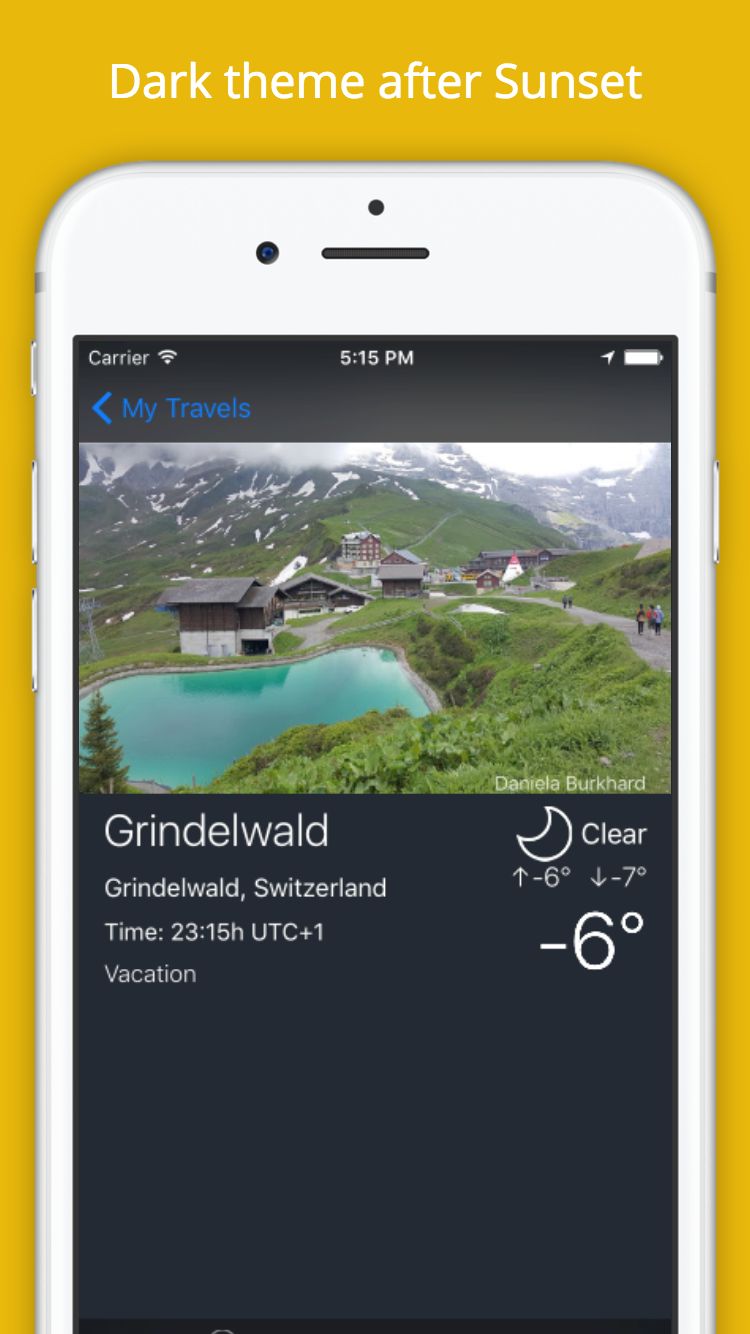 Dark theme after Sunset
Carrier 5:15 PM
My Travels
Daniela Burkhard
Grindelwald
Clear
↑-6° ↓-7°
Grindelwald, Switzerland
Time: 23:15h UTC+1
-6°
Vacation